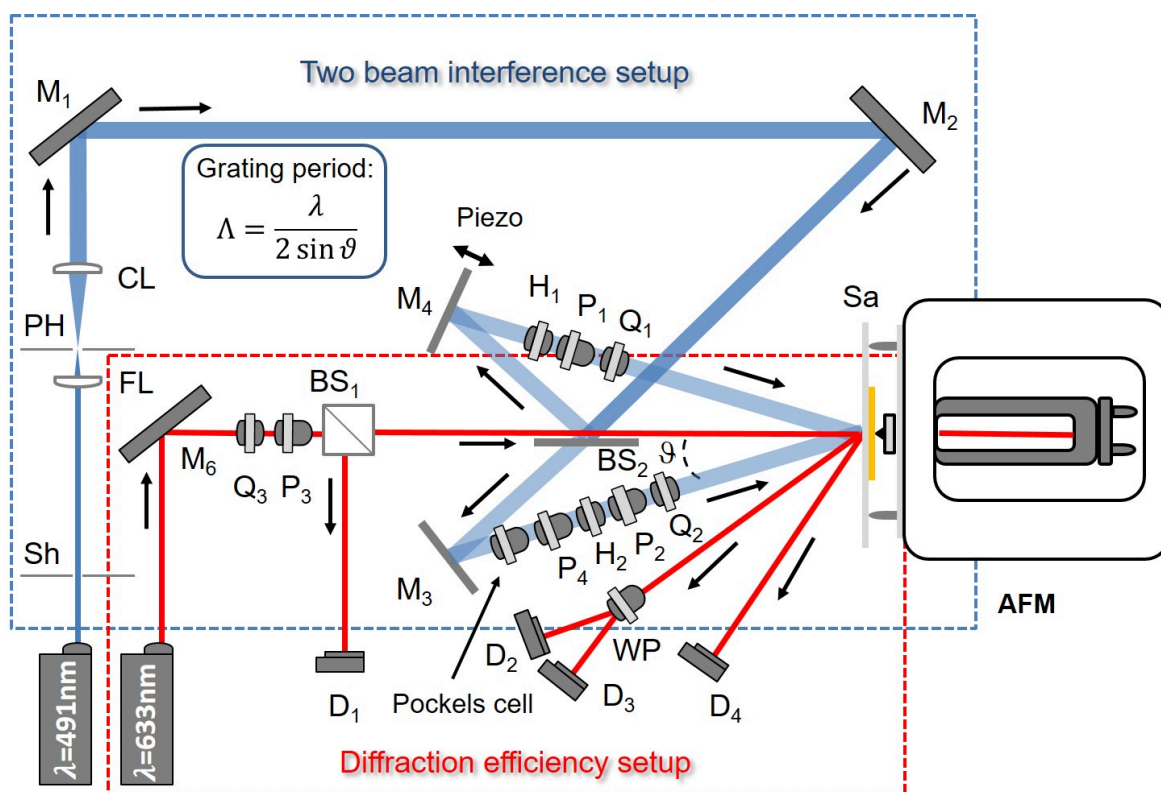 Two beam interference setup
M1
M2
Grating period:
Λ = λ / 2 sin ϑ
Piezo
CL
M4
H1
P1
Q1
Sa
PH
FL
BS1
M6
Q3
P3
BS2
ϑ
Q2
P2
H2
P4
M3
Sh
AFM
WP
D2
D3
D4
D1
Pockels cell
λ=491nm
λ=633nm
Diffraction efficiency setup